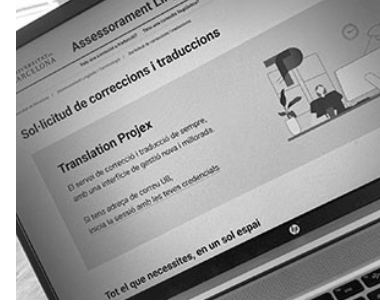 UNIVERSITAT DE
BARCELONA
Assessorament Li
Sol·licitud de correccions i traduccions
Translation Projex
El servei de correcció i traducció de sempre,
amb una interfície de gestió nova i millorada.
Si tens adreça de correu UB,
inicia la sessió amb les teves credencials.
Tot el que necessites, en un sol espai
hp